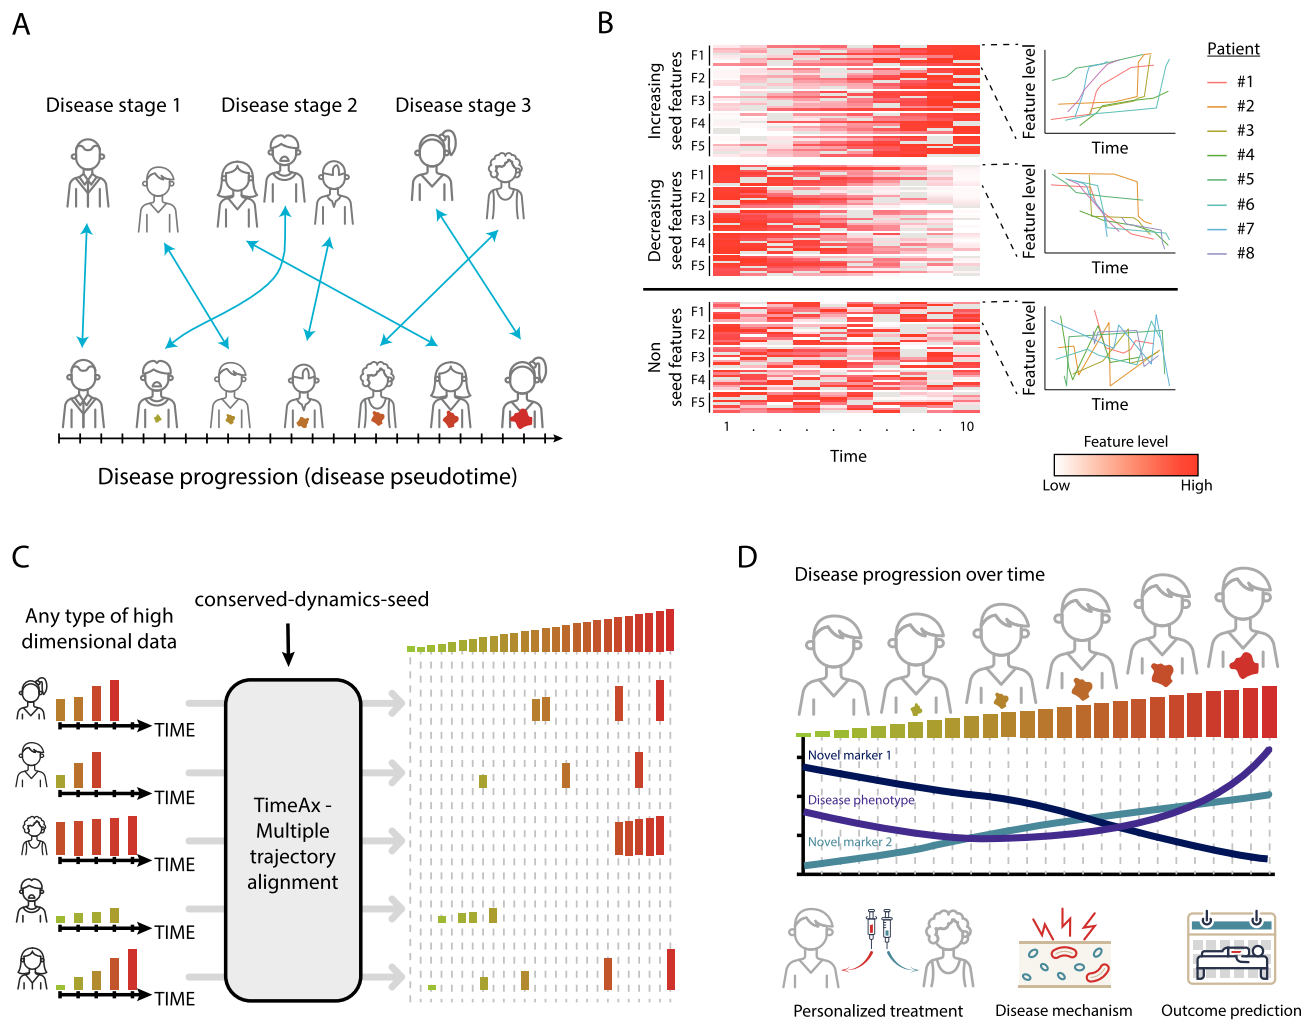 A
Disease stage 1
Disease stage 2
Disease stage 3
Disease progression (disease pseudotime)
B
Increasing
seed features
F1
F2
F3
F4
F5
Decreasing
seed features
F1
F2
F3
F4
F5
Non
seed features
F1
F2
F3
F4
F5
1 . . . . . . . . 10
Time
Feature level
Time
Feature level
Time
Feature level
Time
Patient
#1
#2
#3
#4
#5
#6
#7
#8
Feature level
Low
High
C
Any type of high
dimensional data
conserved-dynamics-seed
TIME
TIME
TIME
TIME
TIME
TimeAx -
Multiple
trajectory
alignment
D
Disease progression over time
Novel marker 1
Disease phenotype
Novel marker 2
Personalized treatment
Disease mechanism
Outcome prediction